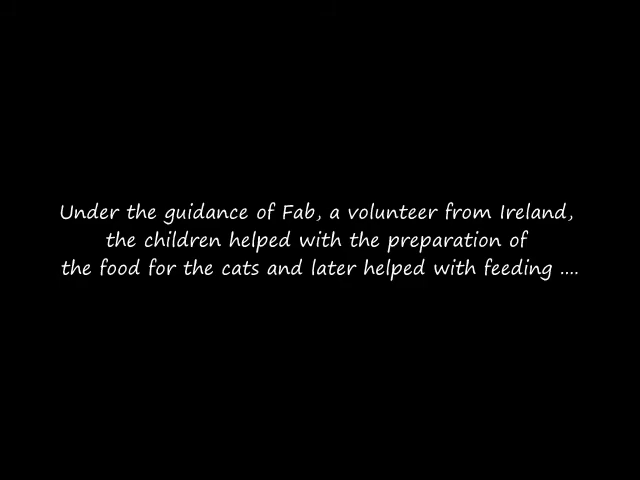 Under the guidance of Fab, a volunteer from Ireland,
the children helped with the preparation of
the food for the cats and later helped with feeding ....